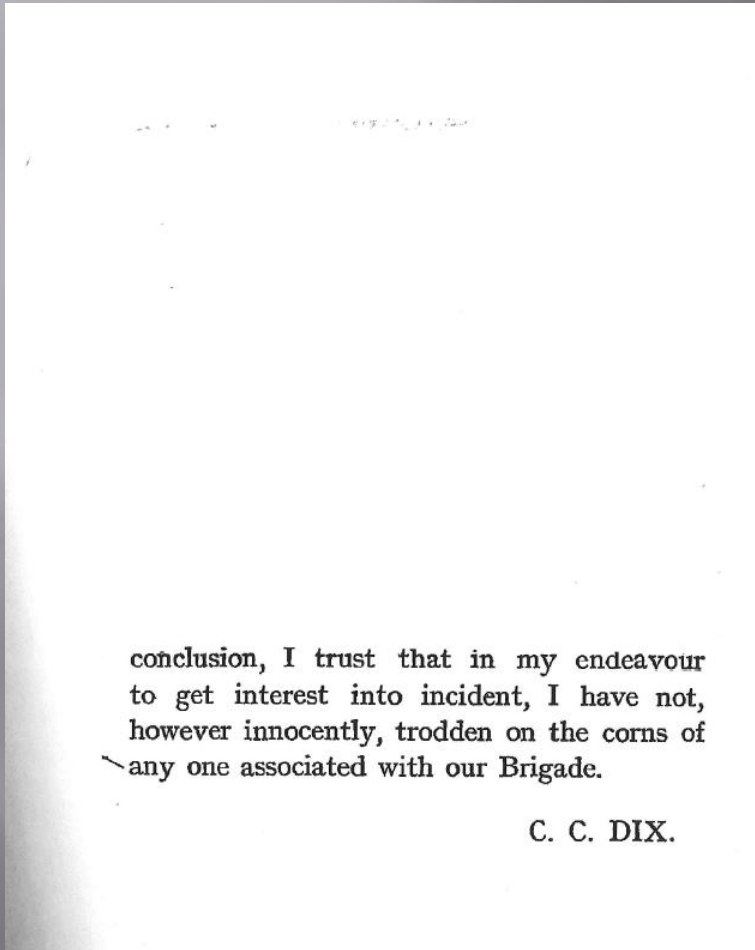 conclusion, I trust that in my endeavour
to get interest into incident, I have not,
however innocently, trodden on the corns of
any one associated with our Brigade.
C. C. DIX.